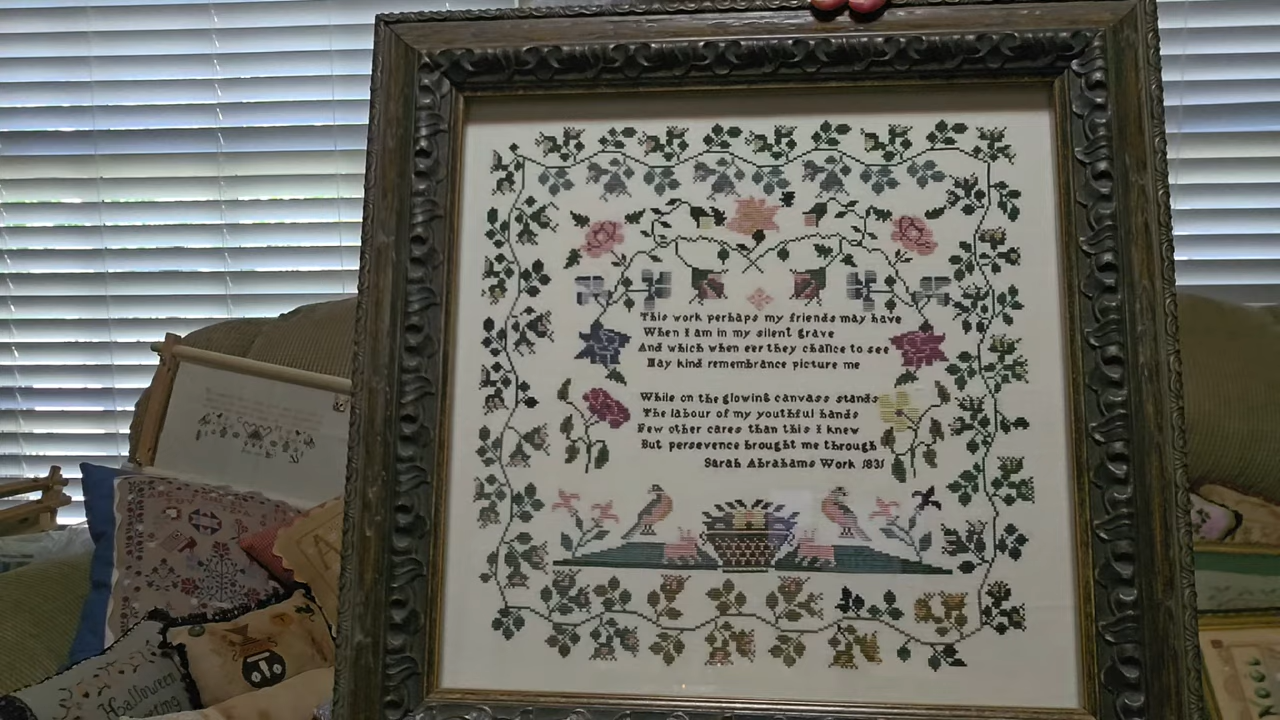 This work perhaps my friends may have
When I am in my silent grave
And which when eer they chance to see
May kind remembrance picture me
While on the glowing canvass stands
The labour of my youthful hands
Few other cares than this I knew
But persevence brought me through
Sarah Abrahams Work 1831
Halloween
Noel